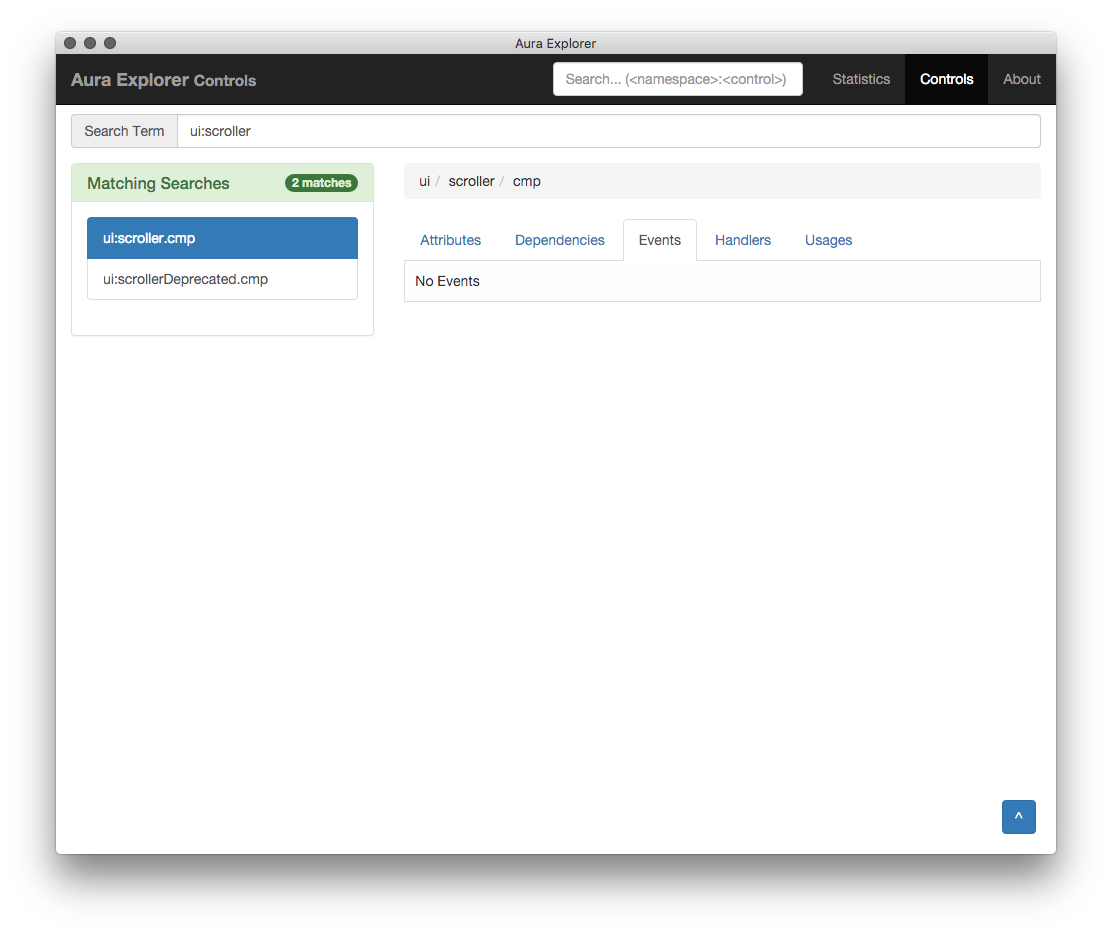 Aura Explorer
Aura Explorer Controls
Search... (<namespace>:<control>)
Statistics
Controls
About
Search Term
ui:scroller
Matching Searches
2 matches
ui:scroller.cmp
ui:scrollerDeprecated.cmp
ui / scroller / cmp
Attributes
Dependencies
Events
Handlers
Usages
No Events
^